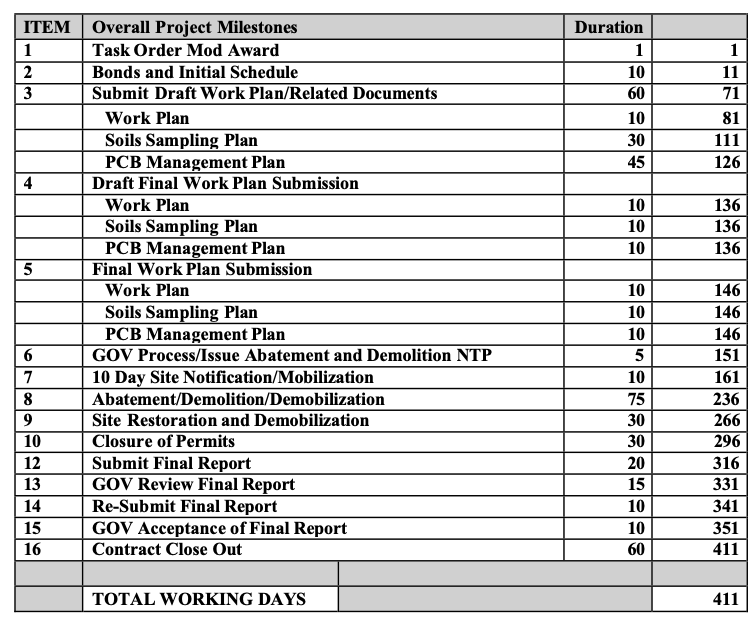 ITEM Overall Project Milestones Duration
1 Task Order Mod Award 1 1
2 Bonds and Initial Schedule 10 11
3 Submit Draft Work Plan/Related Documents 60 71
Work Plan 10 81
Soils Sampling Plan 30 111
PCB Management Plan 45 126
4 Draft Final Work Plan Submission
Work Plan 10 136
Soils Sampling Plan 10 136
PCB Management Plan 10 136
5 Final Work Plan Submission
Work Plan 10 146
Soils Sampling Plan 10 146
PCB Management Plan 10 146
6 GOV Process/Issue Abatement and Demolition NTP 5 151
7 10 Day Site Notification/Mobilization 10 161
8 Abatement/Demolition/Demobilization 75 236
9 Site Restoration and Demobilization 30 266
10 Closure of Permits 30 296
12 Submit Final Report 20 316
13 GOV Review Final Report 15 331
14 Re-Submit Final Report 10 341
15 GOV Acceptance of Final Report 10 351
16 Contract Close Out 60 411
TOTAL WORKING DAYS 411